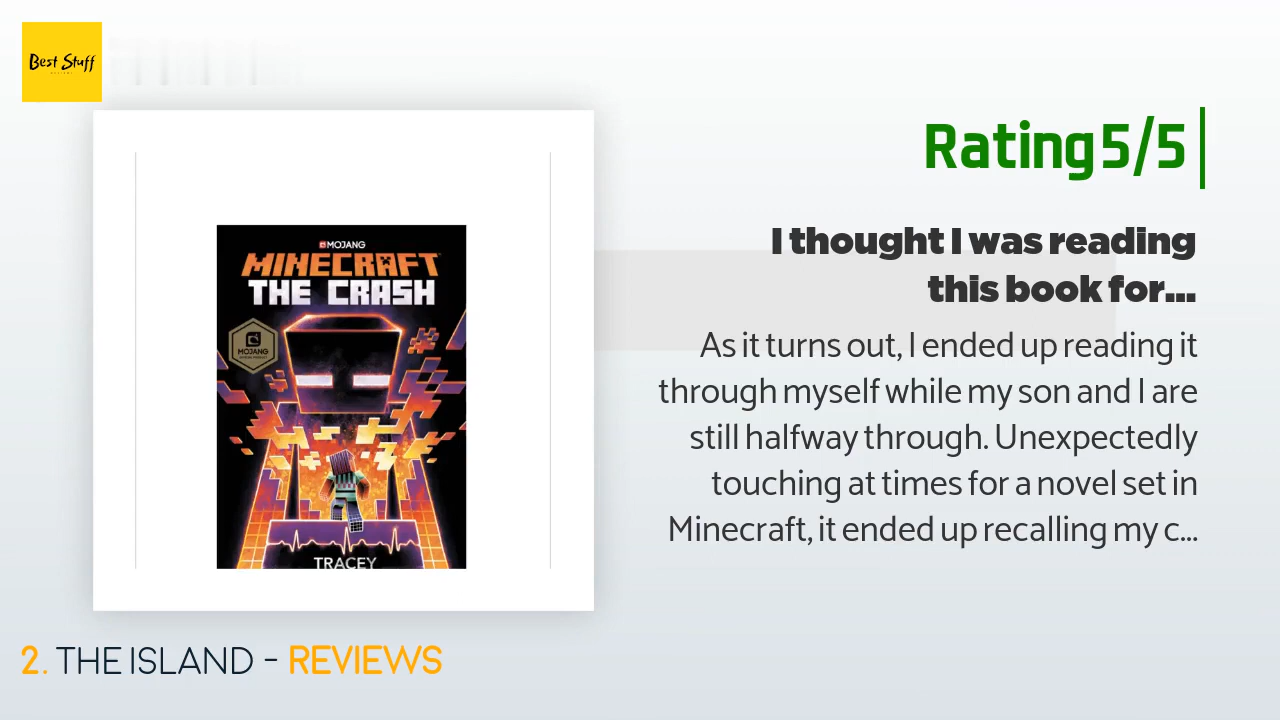 Best Stuff
Rating 5/5
MOJANG
MINECRAFT
THE CRASH
MOJANG
TRACEY
I thought I was reading
this book for...
As it turns out, I ended up reading it
through myself while my son and I are
still halfway through. Unexpectedly
touching at times for a novel set in
Minecraft, it ended up recalling my c...
2. THE ISLAND - REVIEWS